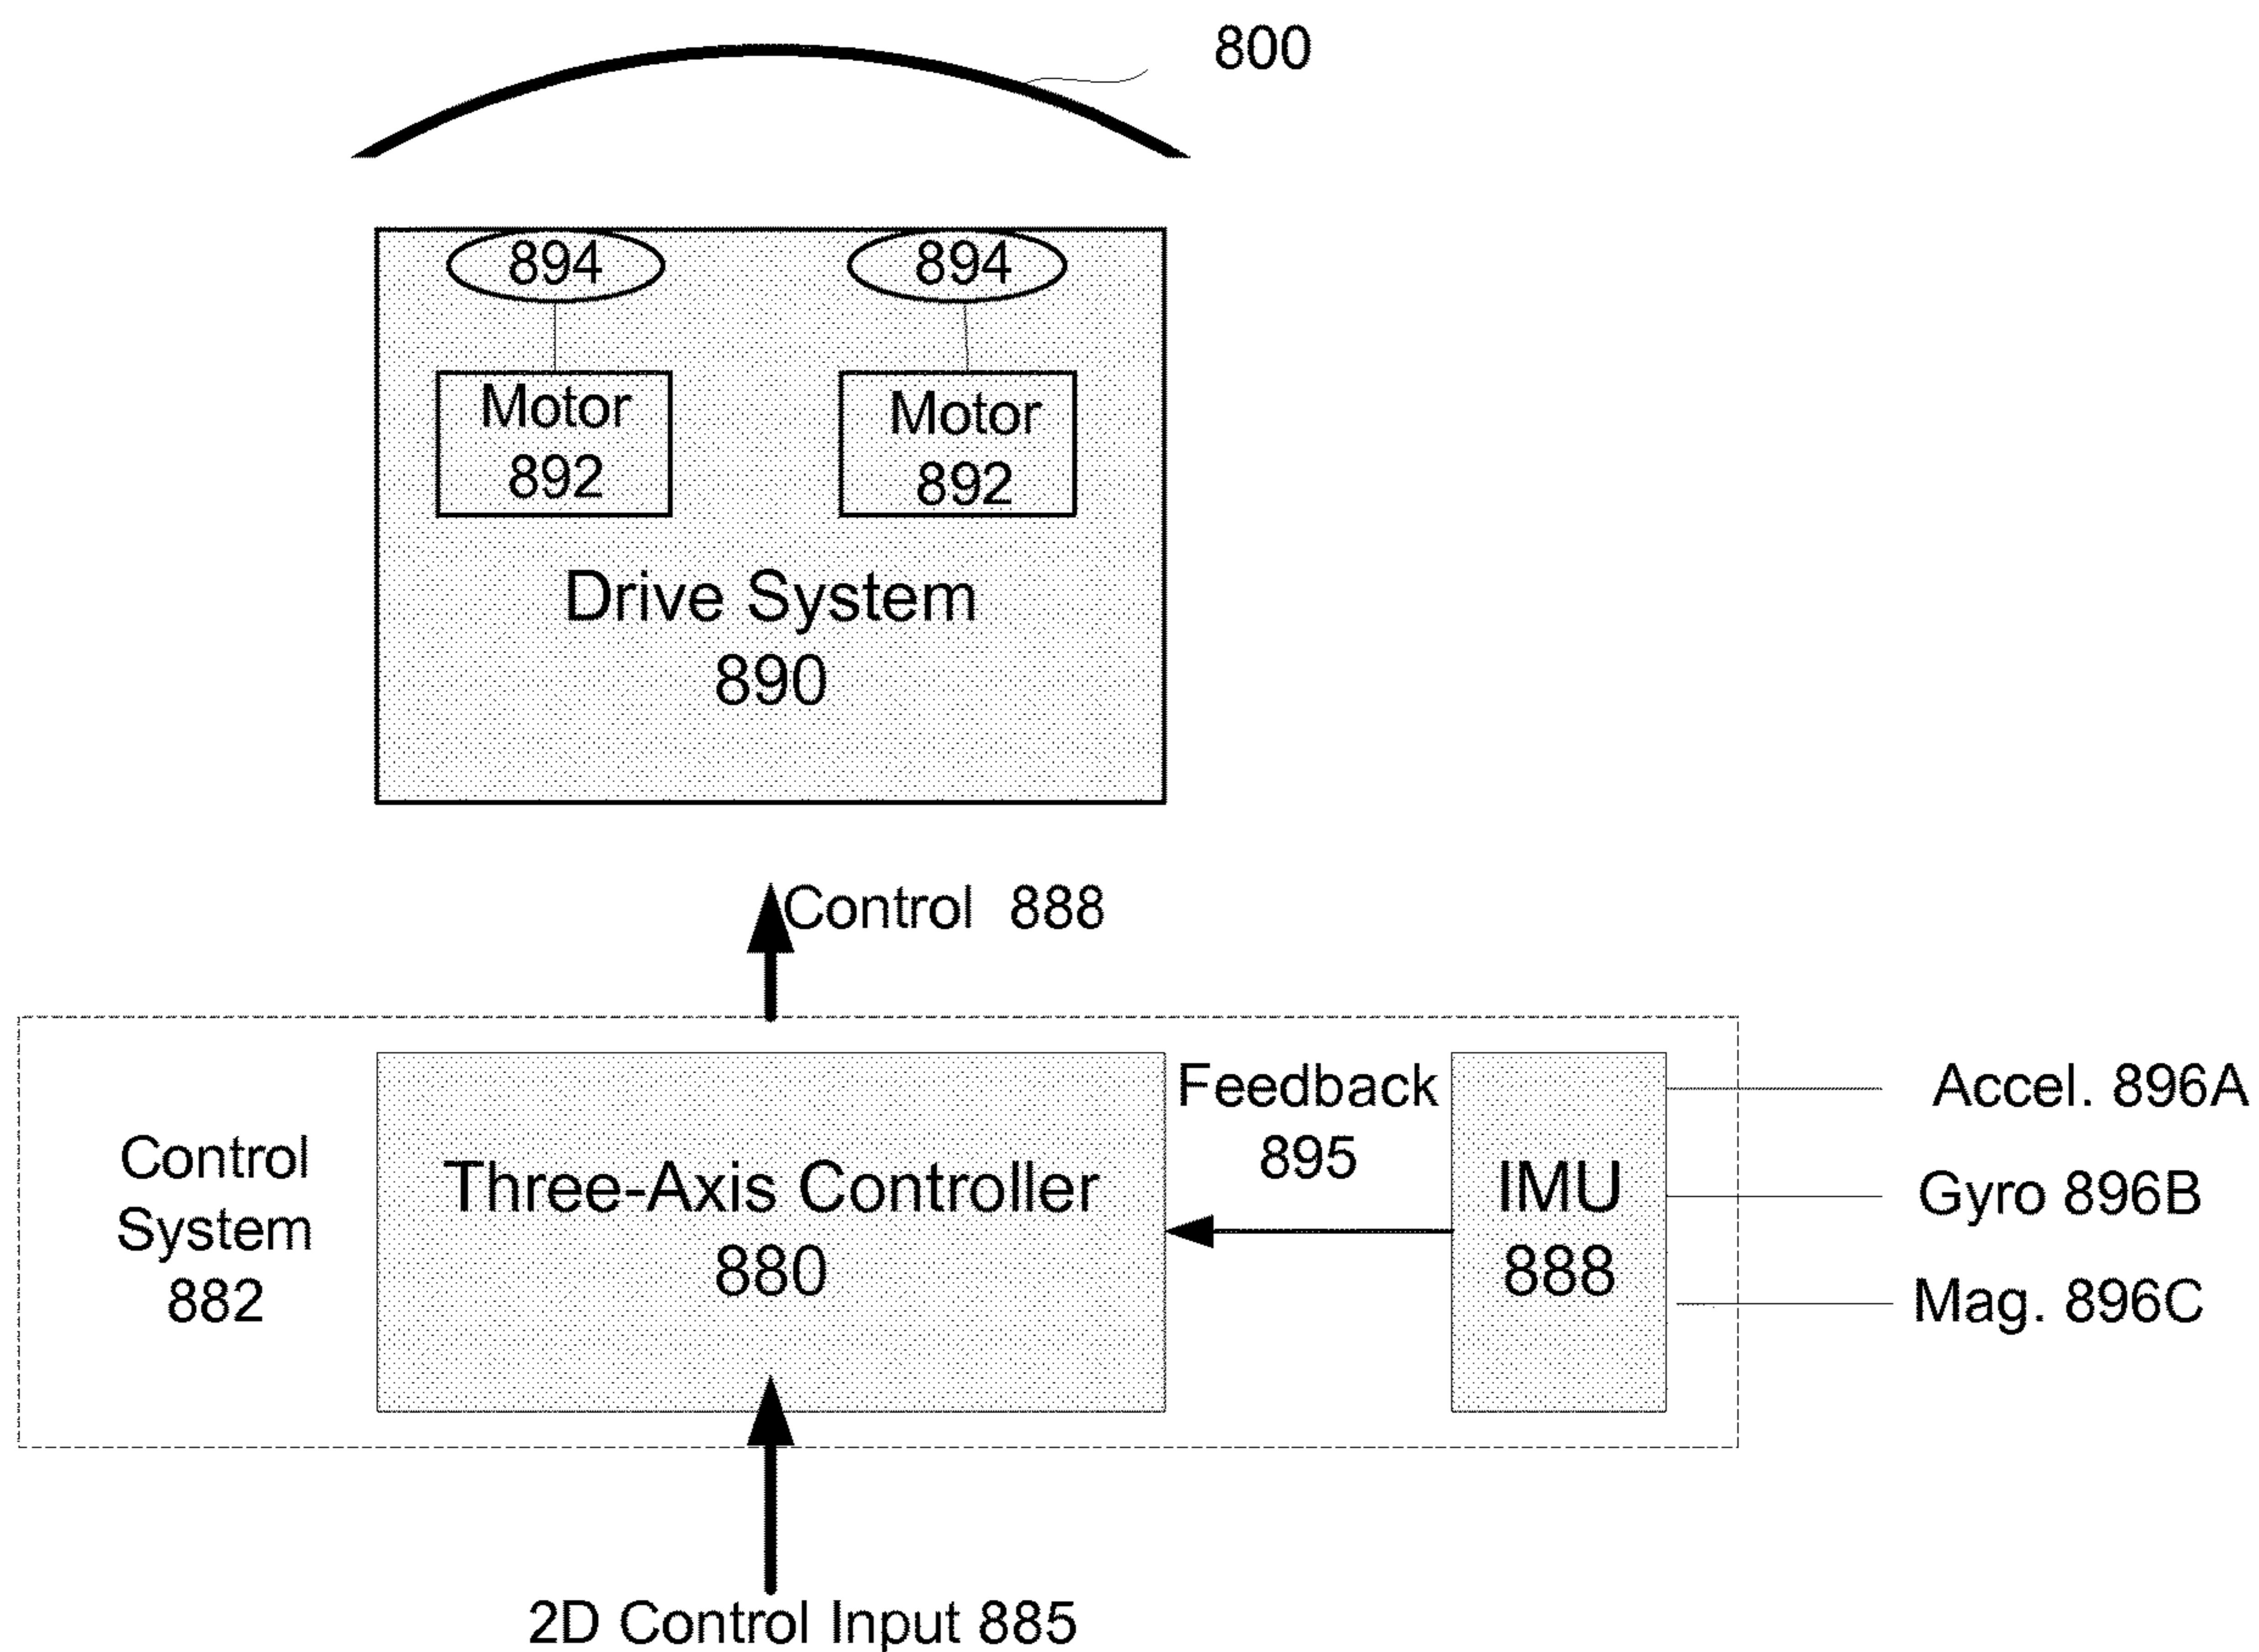 800
894
894
Motor
892
Motor
892
Drive System
890
Control 888
Control
System
882
Three-Axis Controller
880
Feedback
895
IMU
888
Accel. 896A
Gyro 896B
Mag. 896C
2D Control Input 885